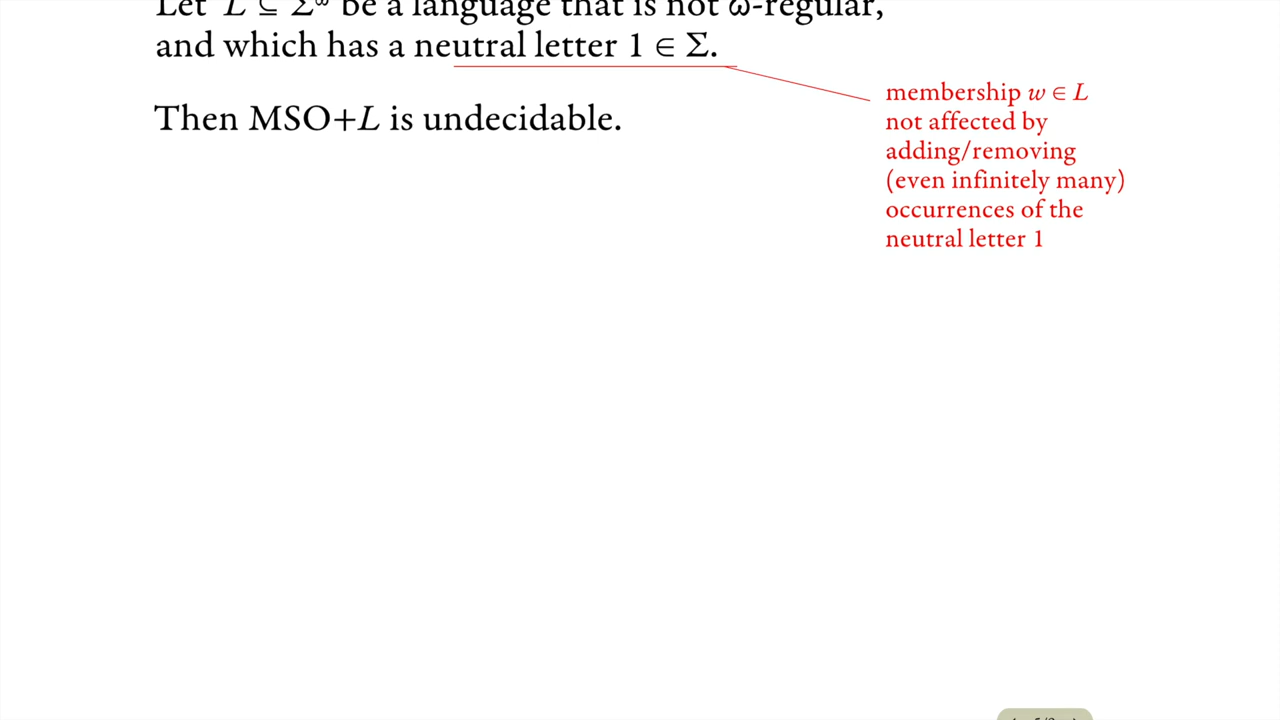 Let L ⊆ Σ^ω be a language that is not ω-regular,
and which has a neutral letter 1 ∈ Σ.
Then MSO+L is undecidable.
membership w ∈ L
not affected by
adding/removing
(even infinitely many)
occurrences of the
neutral letter 1